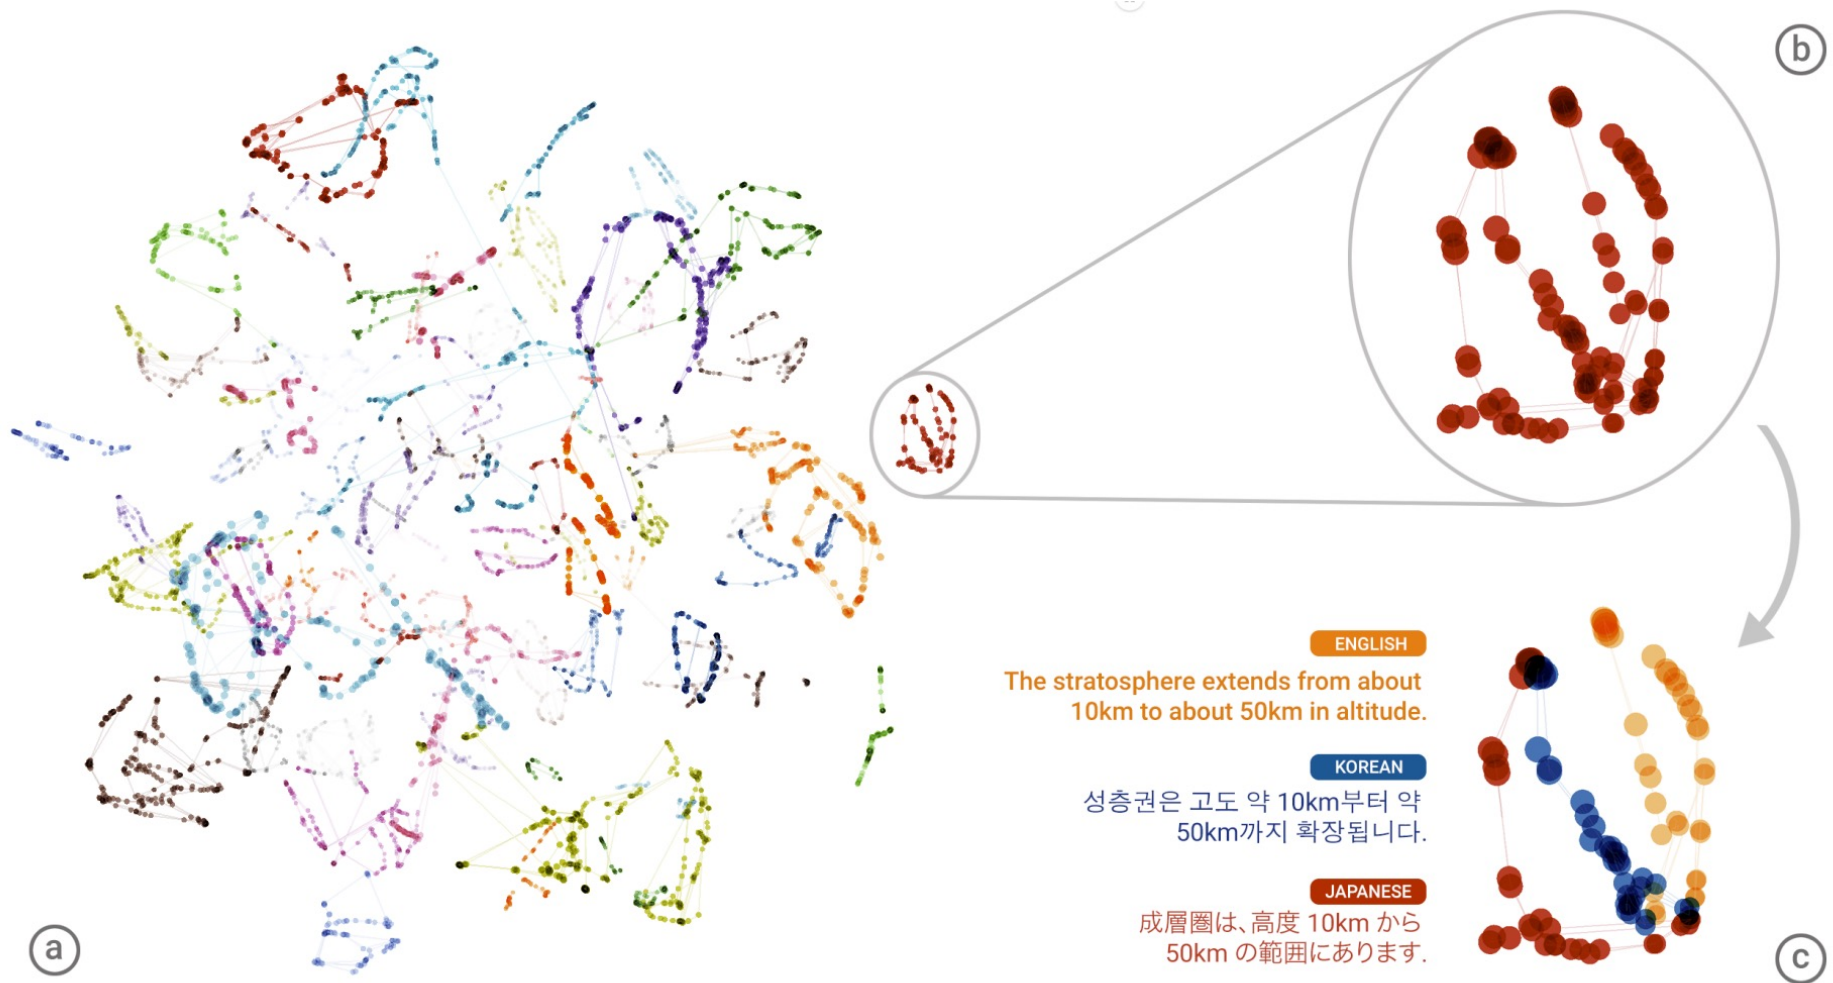 b
ENGLISH
The stratosphere extends from about
10km to about 50km in altitude.
KOREAN
성층권은 고도 약 10km부터 약
50km까지 확장됩니다.
JAPANESE
成層圏は、高度 10km から
50km の範囲にあります.
a
c